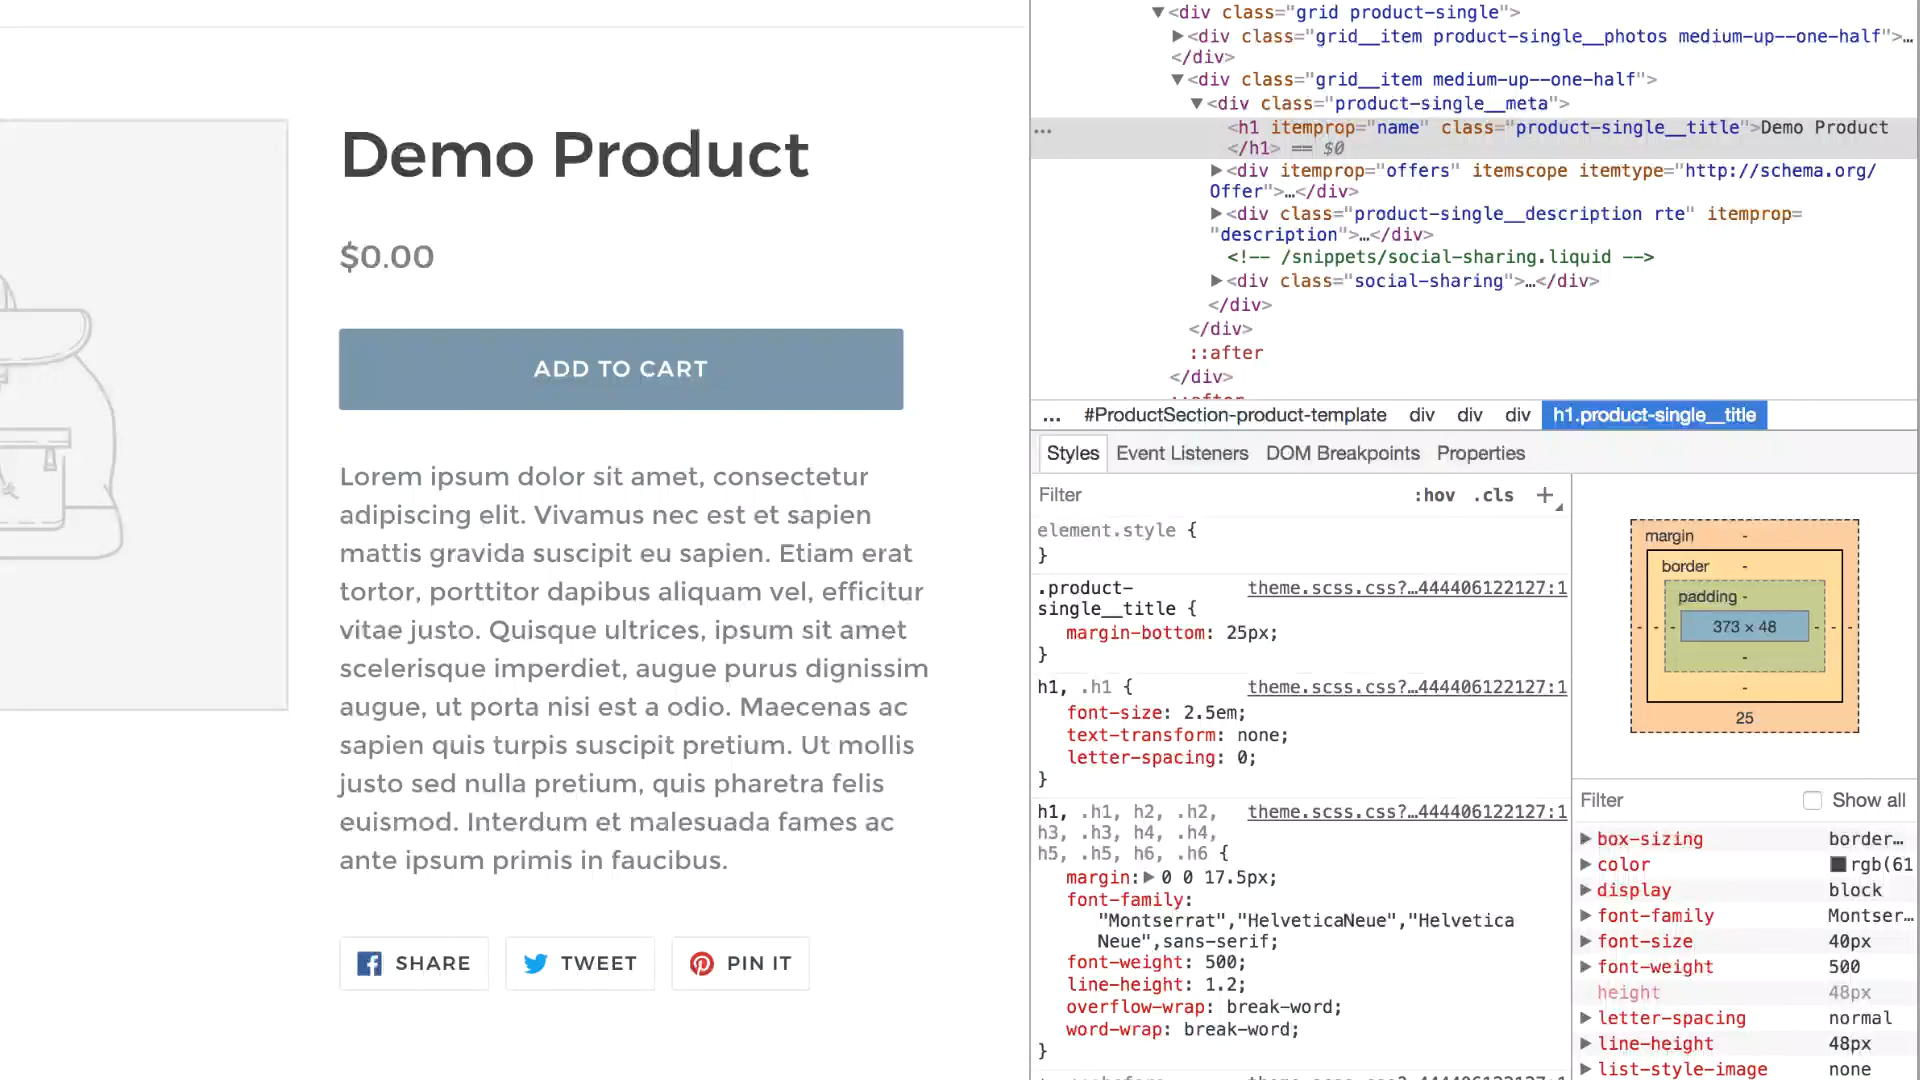 Demo Product
$0.00
ADD TO CART
Lorem ipsum dolor sit amet, consectetur
adipiscing elit. Vivamus nec est et sapien
mattis gravida suscipit eu sapien. Etiam erat
tortor, porttitor dapibus aliquam vel, efficitur
vitae justo. Quisque ultrices, ipsum sit amet
scelerisque imperdiet, augue purus dignissim
augue, ut porta nisi est a odio. Maecenas ac
sapien quis turpis suscipit pretium. Ut mollis
justo sed nulla pretium, quis pharetra felis
euismod. Interdum et malesuada fames ac
ante ipsum primis in faucibus.
SHARE TWEET PIN IT
▼<div class="grid product-single">
▶<div class="grid__item product-single__photos medium-up--one-half">…
</div>
▼<div class="grid__item medium-up--one-half">
▼<div class="product-single__meta">
… <h1 itemprop="name" class="product-single__title">Demo Product
</h1> == $0
▶<div itemprop="offers" itemscope itemtype="http://schema.org/
Offer">…</div>
▶<div class="product-single__description rte" itemprop=
"description">…</div>
<!-- /snippets/social-sharing.liquid -->
▶<div class="social-sharing">…</div>
</div>
</div>
::after
</div>
::after
… #ProductSection-product-template div div div h1.product-single__title
Styles Event Listeners DOM Breakpoints Properties
Filter :hov .cls +
element.style {
}
.product- theme.scss.css?…444406122127:1
single__title {
margin-bottom: 25px;
}
h1, .h1 { theme.scss.css?…444406122127:1
font-size: 2.5em;
text-transform: none;
letter-spacing: 0;
}
h1, .h1, h2, .h2, theme.scss.css?…444406122127:1
h3, .h3, h4, .h4,
h5, .h5, h6, .h6 {
margin:▶ 0 0 17.5px;
font-family:
"Montserrat","HelveticaNeue","Helvetica
Neue",sans-serif;
font-weight: 500;
line-height: 1.2;
overflow-wrap: break-word;
word-wrap: break-word;
}
margin -
border -
padding -
- - - 373 × 48 - - -
-
-
25
Filter Show all
▶ box-sizing border…
▶ color rgb(61
▶ display block
▶ font-family Montser…
▶ font-size 40px
▶ font-weight 500
height 48px
▶ letter-spacing normal
▶ line-height 48px
▶ list-style-image none